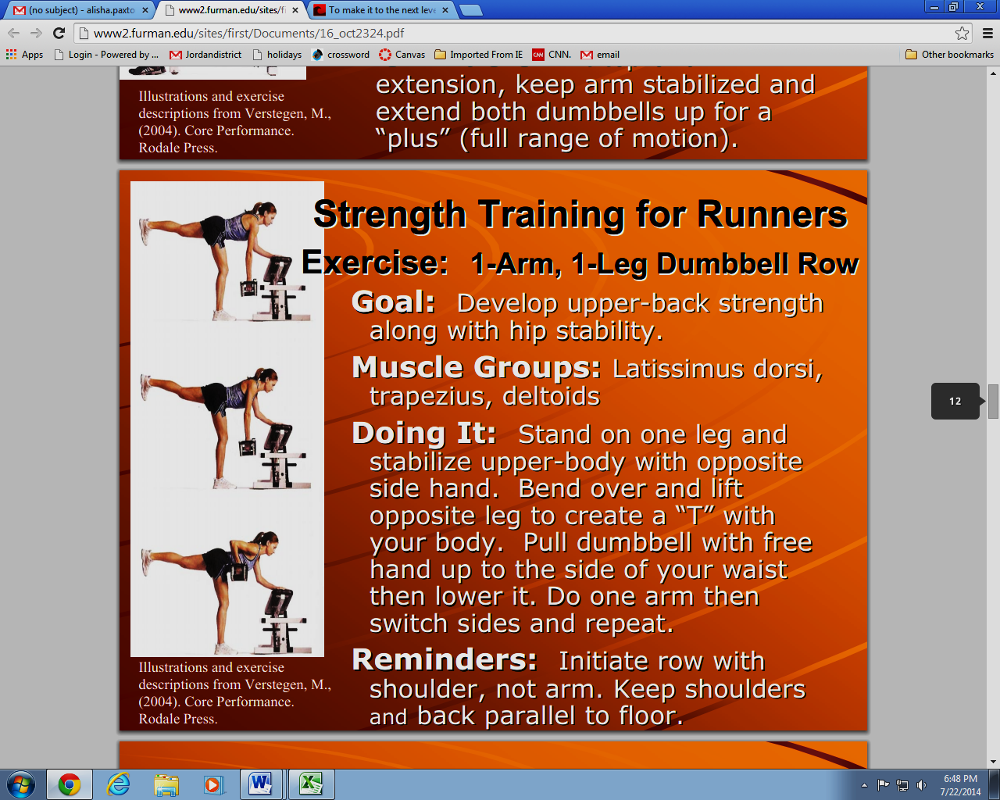 (no subject) - alisha.paxto
www2.furman.edu/sites/fi
To make it to the next leve
www2.furman.edu/sites/first/Documents/16_oct2324.pdf
Apps
Login - Powered by ...
Jordandistrict
holidays
crossword
Canvas
Imported From IE
CNN
CNN.
email
Other bookmarks
extension, keep arm stabilized and
extend both dumbbells up for a
“plus” (full range of motion).
Illustrations and exercise
descriptions from Verstegen, M.,
(2004). Core Performance.
Rodale Press.
Strength Training for Runners
Exercise: 1-Arm, 1-Leg Dumbbell Row
Goal: Develop upper-back strength
along with hip stability.
Muscle Groups: Latissimus dorsi,
trapezius, deltoids
Doing It: Stand on one leg and
stabilize upper-body with opposite
side hand. Bend over and lift
opposite leg to create a “T” with
your body. Pull dumbbell with free
hand up to the side of your waist
then lower it. Do one arm then
switch sides and repeat.
Reminders: Initiate row with
shoulder, not arm. Keep shoulders
and back parallel to floor.
Illustrations and exercise
descriptions from Verstegen, M.,
(2004). Core Performance.
Rodale Press.
12
6:48 PM
7/22/2014